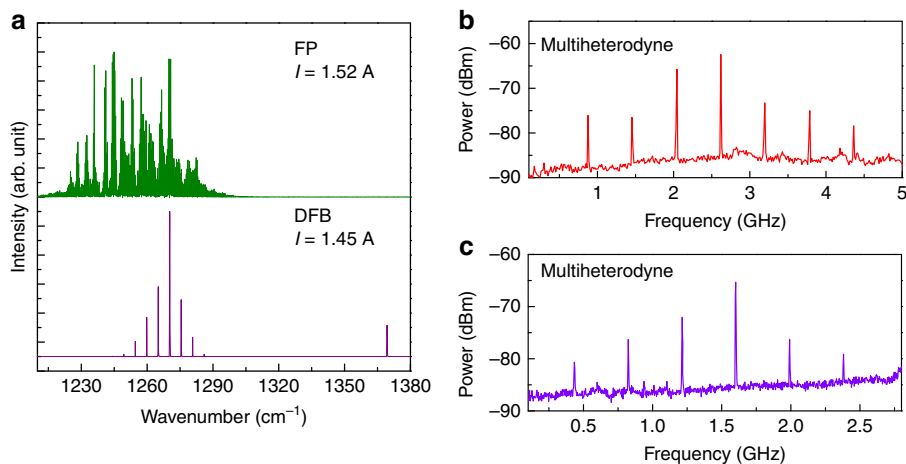 a
FP
I = 1.52 A
DFB
I = 1.45 A
Intensity (arb. unit)
1230 1260 1290 1320 1350 1380
Wavenumber (cm⁻¹)
b
Multiheterodyne
Power (dBm)
−60
−70
−80
−90
1 2 3 4 5
Frequency (GHz)
c
Multiheterodyne
Power (dBm)
−60
−70
−80
−90
0.5 1.0 1.5 2.0 2.5
Frequency (GHz)